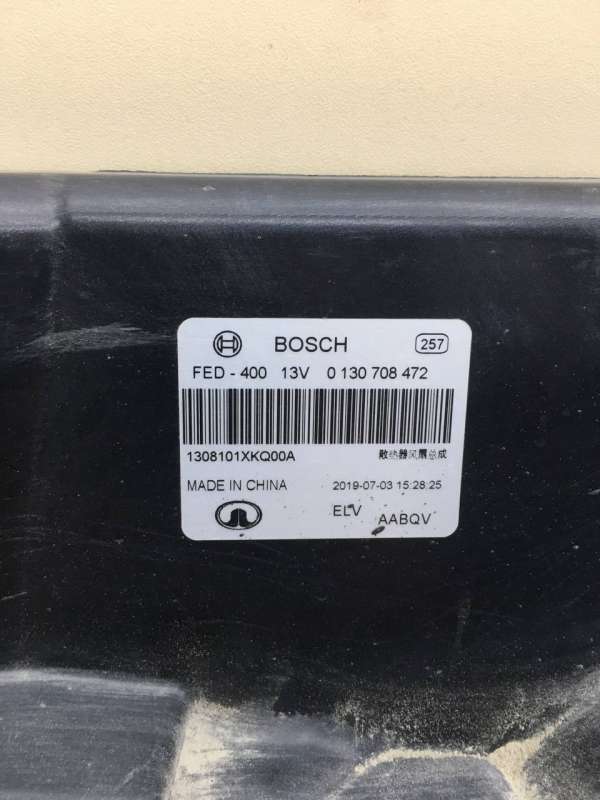 BOSCH 257
FED - 400 13V 0 130 708 472
1308101XKQ00A 散热器风扇总成
MADE IN CHINA 2019-07-03 15:28:25
ELV AABQV